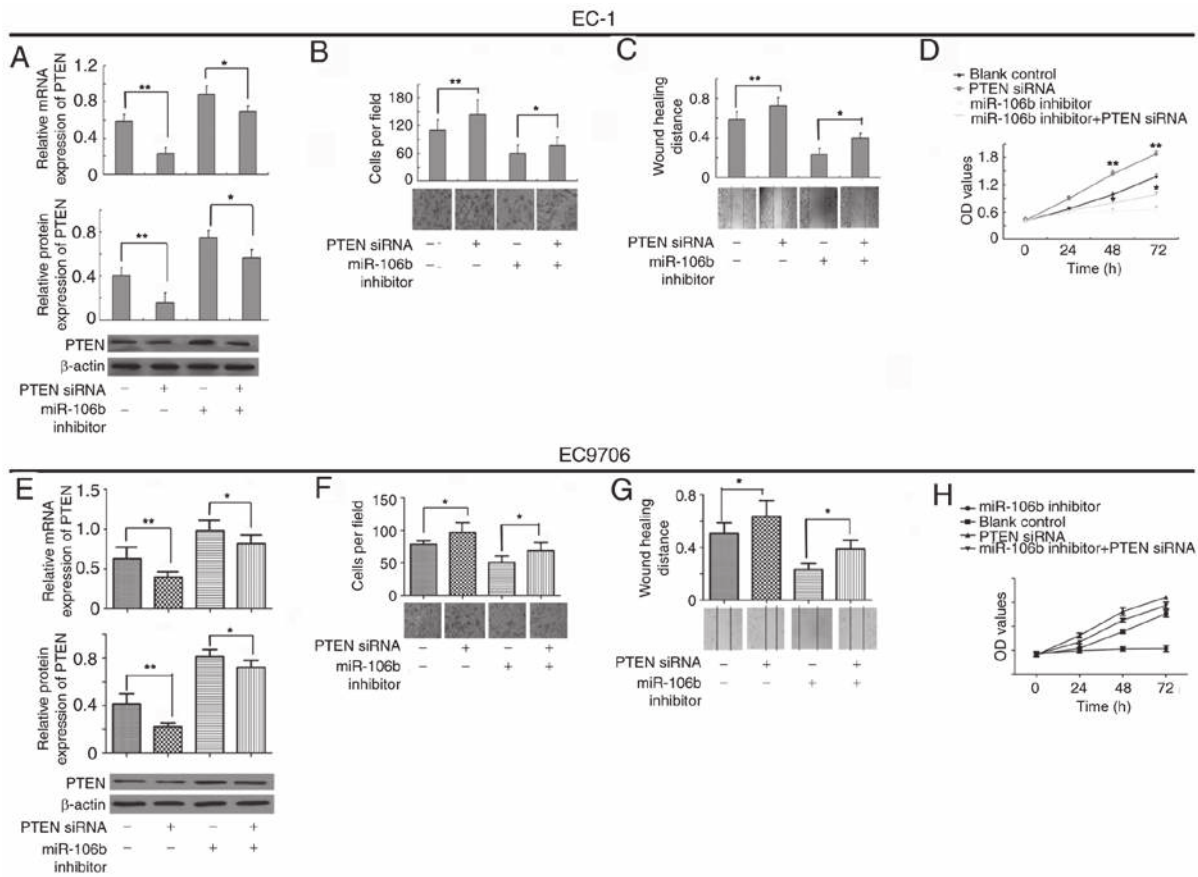 EC-1
A
Relative mRNA
expression of PTEN
1.2
0.8
0.4
0
**
*
Relative protein
expression of PTEN
0.8
0.4
0
**
*
PTEN
β-actin
PTEN siRNA – + – +
miR-106b – – + +
inhibitor
B
Cells per field
180
120
90
60
30
0
**
*
PTEN siRNA – + – +
miR-106b – – + +
inhibitor
C
Wound healing
distance
0.8
0.4
0
**
*
PTEN siRNA – + – +
miR-106b – – + +
inhibitor
D
Blank control
PTEN siRNA
miR-106b inhibitor
miR-106b inhibitor+PTEN siRNA
OD values
1.8
1.2
0.6
0
**
**
*
*
0 24 48 72
Time (h)
EC9706
E
Relative mRNA
expression of PTEN
1.5
1.0
0.5
0
**
*
Relative protein
expression of PTEN
0.8
0.4
0
**
*
PTEN
β-actin
PTEN siRNA – + – +
miR-106b – – + +
inhibitor
F
Cells per field
150
100
50
0
*
*
PTEN siRNA – + – +
miR-106b – – + +
inhibitor
G
Wound healing
distance
0.8
0.4
0
*
*
PTEN siRNA – + – +
miR-106b – – + +
inhibitor
H
miR-106b inhibitor
Blank control
PTEN siRNA
miR-106b inhibitor+PTEN siRNA
OD values
0 24 48 72
Time (h)